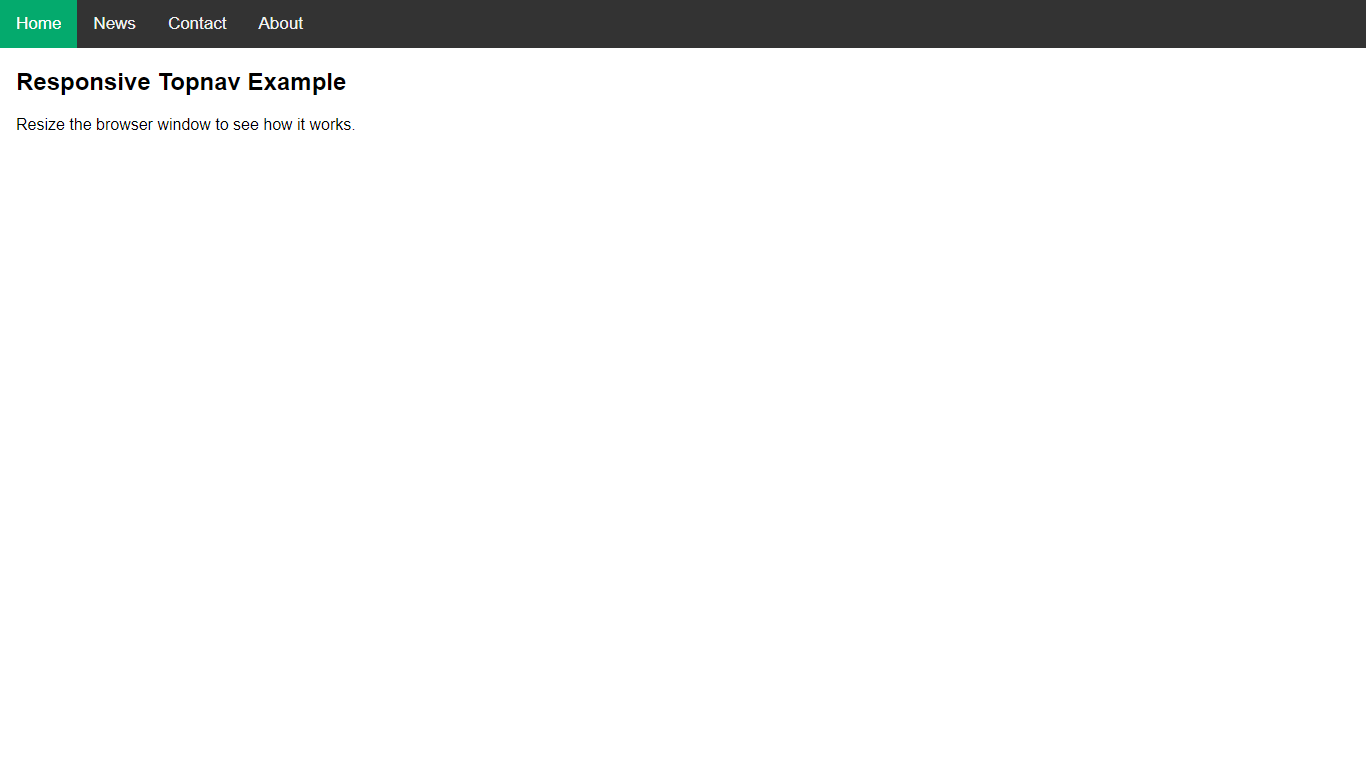 Home News Contact About
Responsive Topnav Example
Resize the browser window to see how it works.